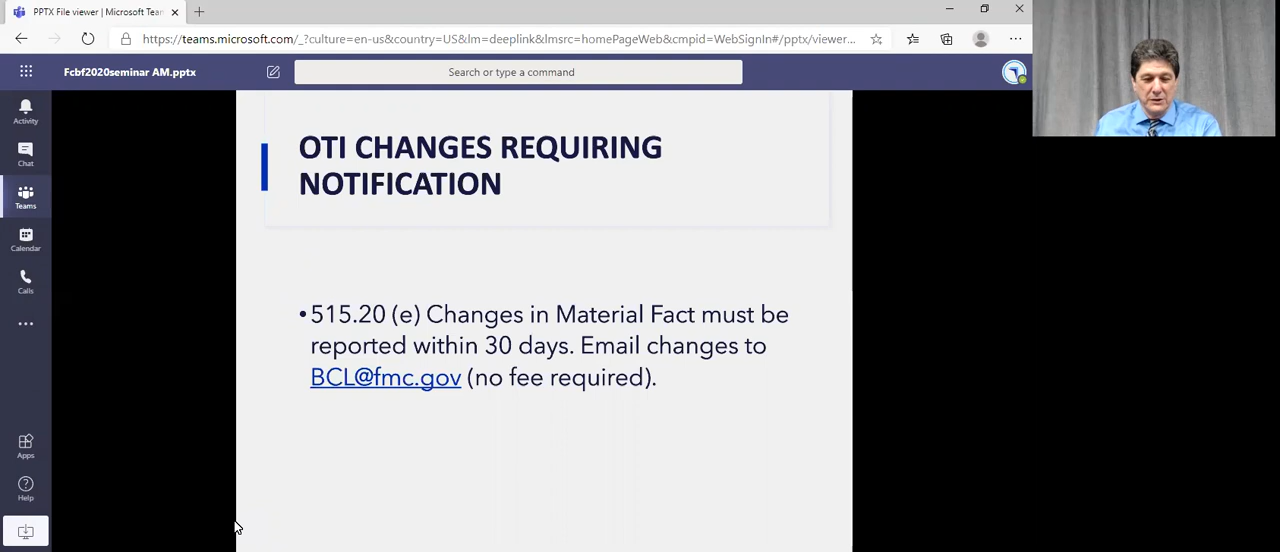 PPTX File viewer | Microsoft Tea
https://teams.microsoft.com/_?culture=en-us&country=US&lm=deeplink&lmsrc=homePageWeb&cmpid=WebSignIn#/pptx/viewer...
Fcbf2020seminar AM.pptx
Search or type a command
Activity
Chat
Teams
Calendar
Calls
Apps
Help
OTI CHANGES REQUIRING
NOTIFICATION
•515.20 (e) Changes in Material Fact must be
reported within 30 days. Email changes to
BCL@fmc.gov (no fee required).